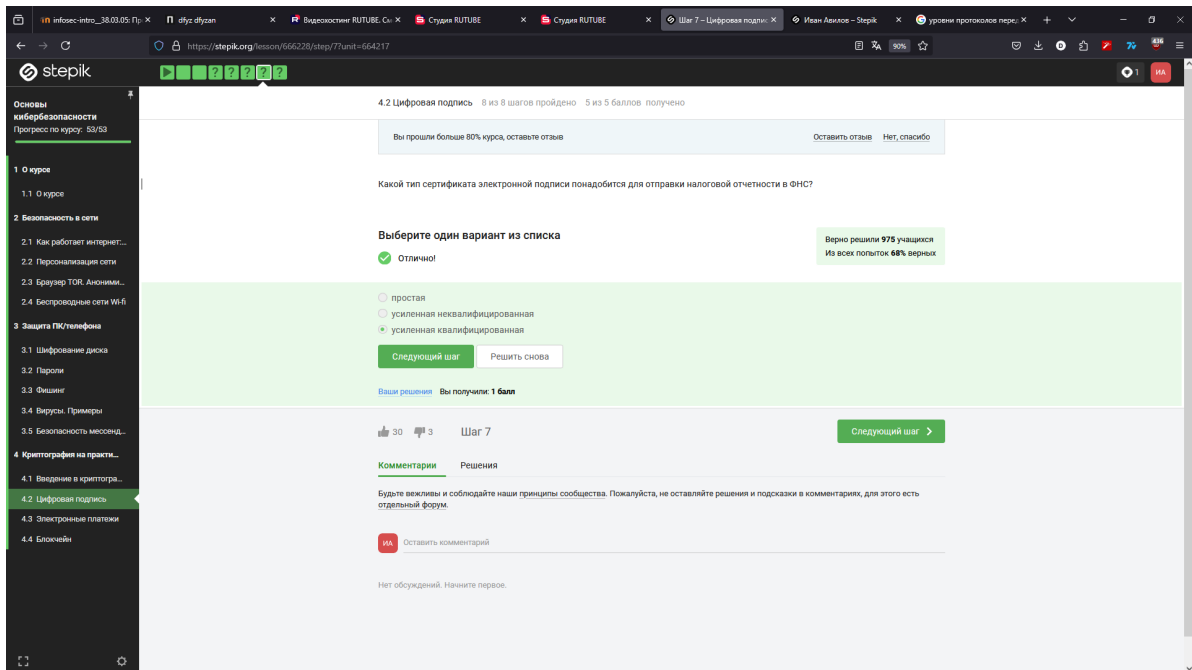 infosec-intro__38.03.05: Пр
dfyz dfyzan
Видеохостинг RUTUBE. См
Студия RUTUBE
Студия RUTUBE
Шаг 7 – Цифровая подпис
Иван Авилов – Stepik
уровни протоколов перед
https://stepik.org/lesson/666228/step/7?unit=664217
90%
436
stepik
1
ИА
Основы
кибербезопасности
Прогресс по курсу: 53/53
1 О курсе
1.1 О курсе
2 Безопасность в сети
2.1 Как работает интернет:...
2.2 Персонализация сети
2.3 Браузер TOR. Аноними...
2.4 Беспроводные сети Wi-fi
3 Защита ПК/телефона
3.1 Шифрование диска
3.2 Пароли
3.3 Фишинг
3.4 Вирусы. Примеры
3.5 Безопасность мессенд...
4 Криптография на практи...
4.1 Введение в криптогра...
4.2 Цифровая подпись
4.3 Электронные платежи
4.4 Блокчейн
4.2 Цифровая подпись 8 из 8 шагов пройдено 5 из 5 баллов получено
Вы прошли больше 80% курса, оставьте отзыв
Оставить отзыв Нет, спасибо
Какой тип сертификата электронной подписи понадобится для отправки налоговой отчетности в ФНС?
Выберите один вариант из списка
Отлично!
Верно решили 975 учащихся
Из всех попыток 68% верных
простая
усиленная неквалифицированная
усиленная квалифицированная
Следующий шаг
Решить снова
Ваши решения Вы получили: 1 балл
30 3 Шаг 7
Следующий шаг
Комментарии Решения
Будьте вежливы и соблюдайте наши принципы сообщества. Пожалуйста, не оставляйте решения и подсказки в комментариях, для этого есть
отдельный форум.
ИА
Оставить комментарий
Нет обсуждений. Начните первое.